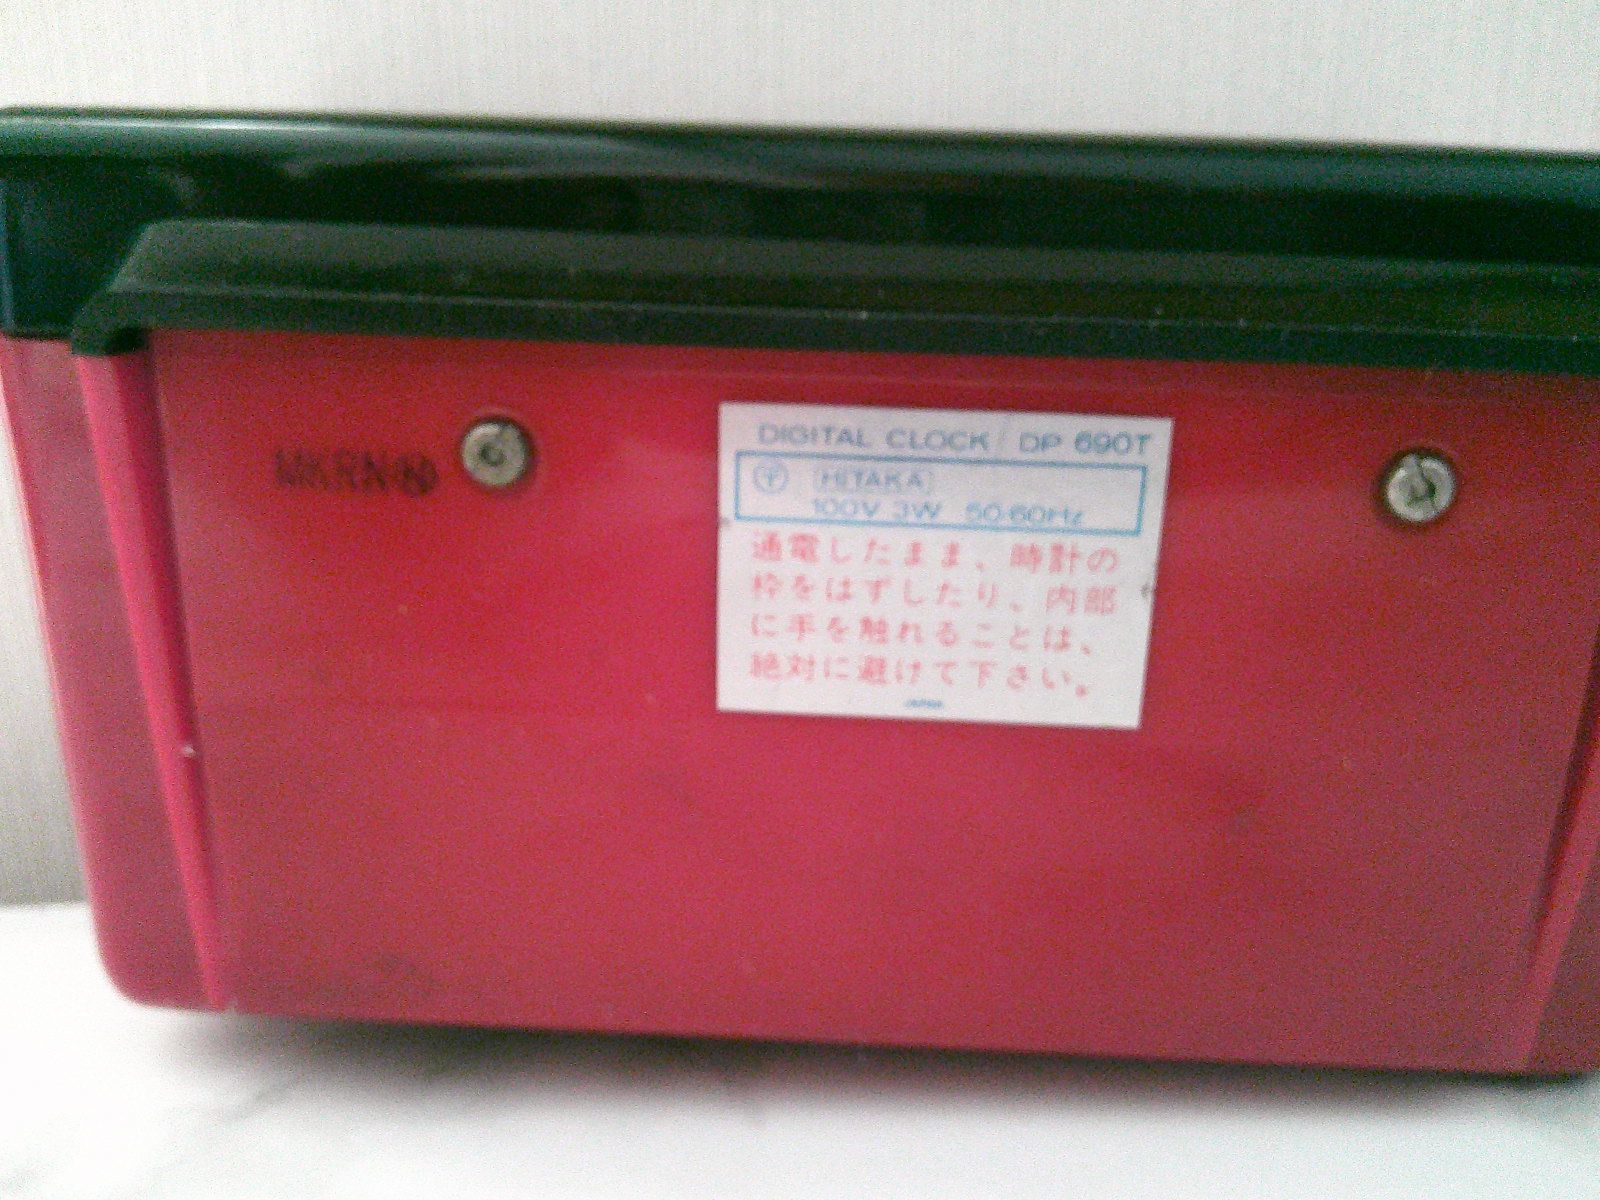 DIGITAL CLOCK DP 690T
〒 HITAKA
100V 3W 50-60Hz
通電したまま、時計の
枠をはずしたり、内部
に手を触れることは、
絶対に避けて下さい。
JAPAN